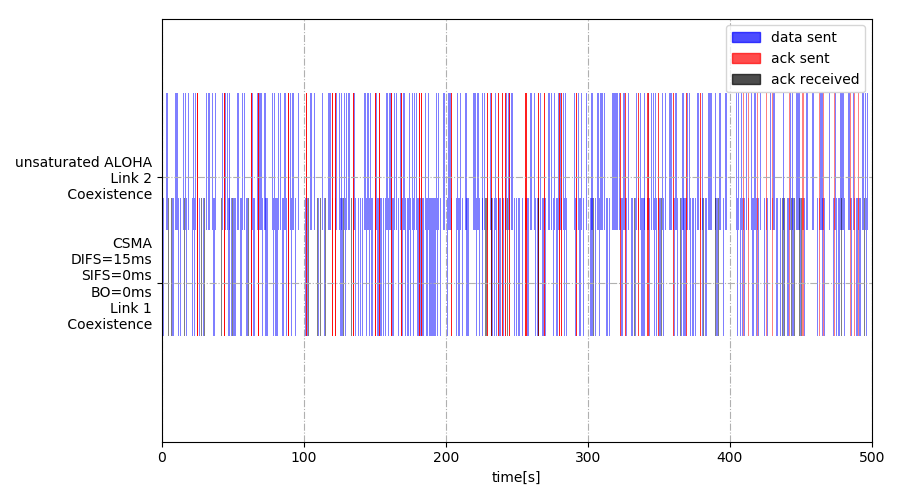 data sent
ack sent
ack received
unsaturated ALOHA
Link 2
Coexistence
CSMA
DIFS=15ms
SIFS=0ms
BO=0ms
Link 1
Coexistence
0 100 200 300 400 500
time[s]